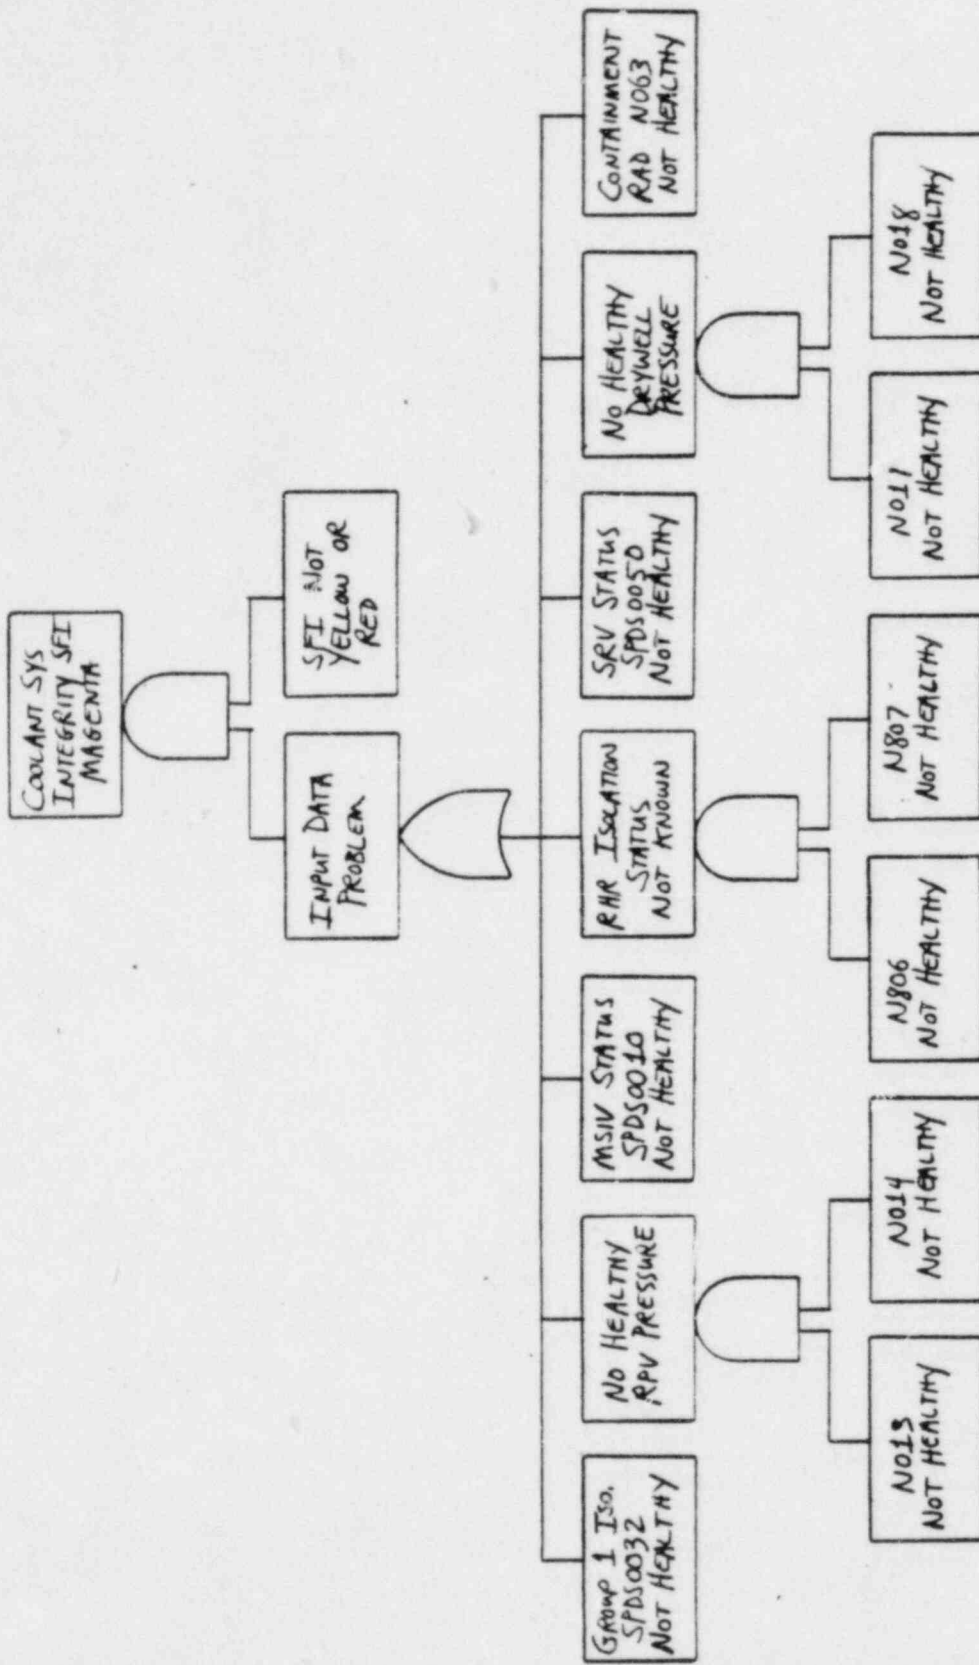 COOLANT SYS
INTEGRITY SFI
MAGENTA
INPUT DATA
PROBLEM
SFI NOT
YELLOW OR
RED
GROUP 1 ISO.
SPDS0032
NOT HEALTHY
NO HEALTHY
RPV PRESSURE
MSIV STATUS
SPDS0010
NOT HEALTHY
RHR ISOLATION
STATUS
NOT KNOWN
SRV STATUS
SPDS0050
NOT HEALTHY
NO HEALTHY
DRYWELL
PRESSURE
CONTAINMENT
RAD N063
NOT HEALTHY
N013
NOT HEALTHY
N014
NOT HEALTHY
N806
NOT HEALTHY
N807
NOT HEALTHY
N017
NOT HEALTHY
N018
NOT HEALTHY